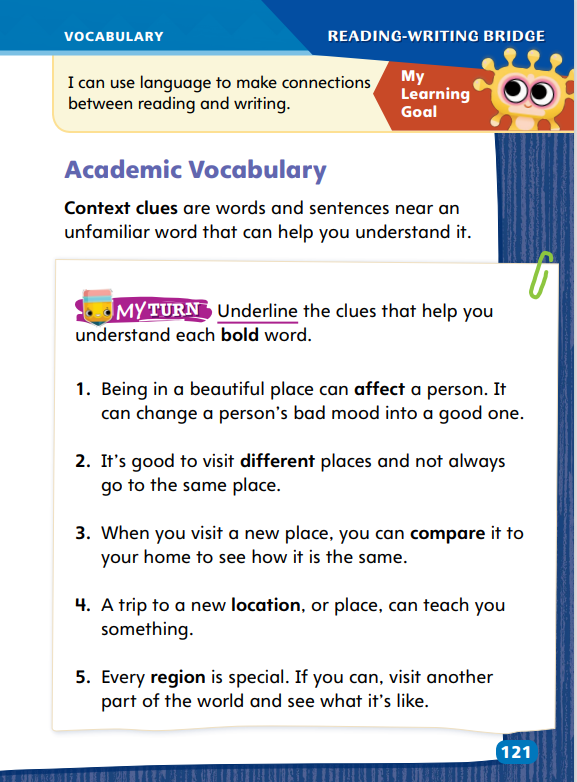 VOCABULARY
READING-WRITING BRIDGE
I can use language to make connections
between reading and writing.
My
Learning
Goal
Academic Vocabulary
Context clues are words and sentences near an
unfamiliar word that can help you understand it.
MY TURN Underline the clues that help you
understand each bold word.
1. Being in a beautiful place can affect a person. It
can change a person’s bad mood into a good one.
2. It’s good to visit different places and not always
go to the same place.
3. When you visit a new place, you can compare it to
your home to see how it is the same.
4. A trip to a new location, or place, can teach you
something.
5. Every region is special. If you can, visit another
part of the world and see what it’s like.
121